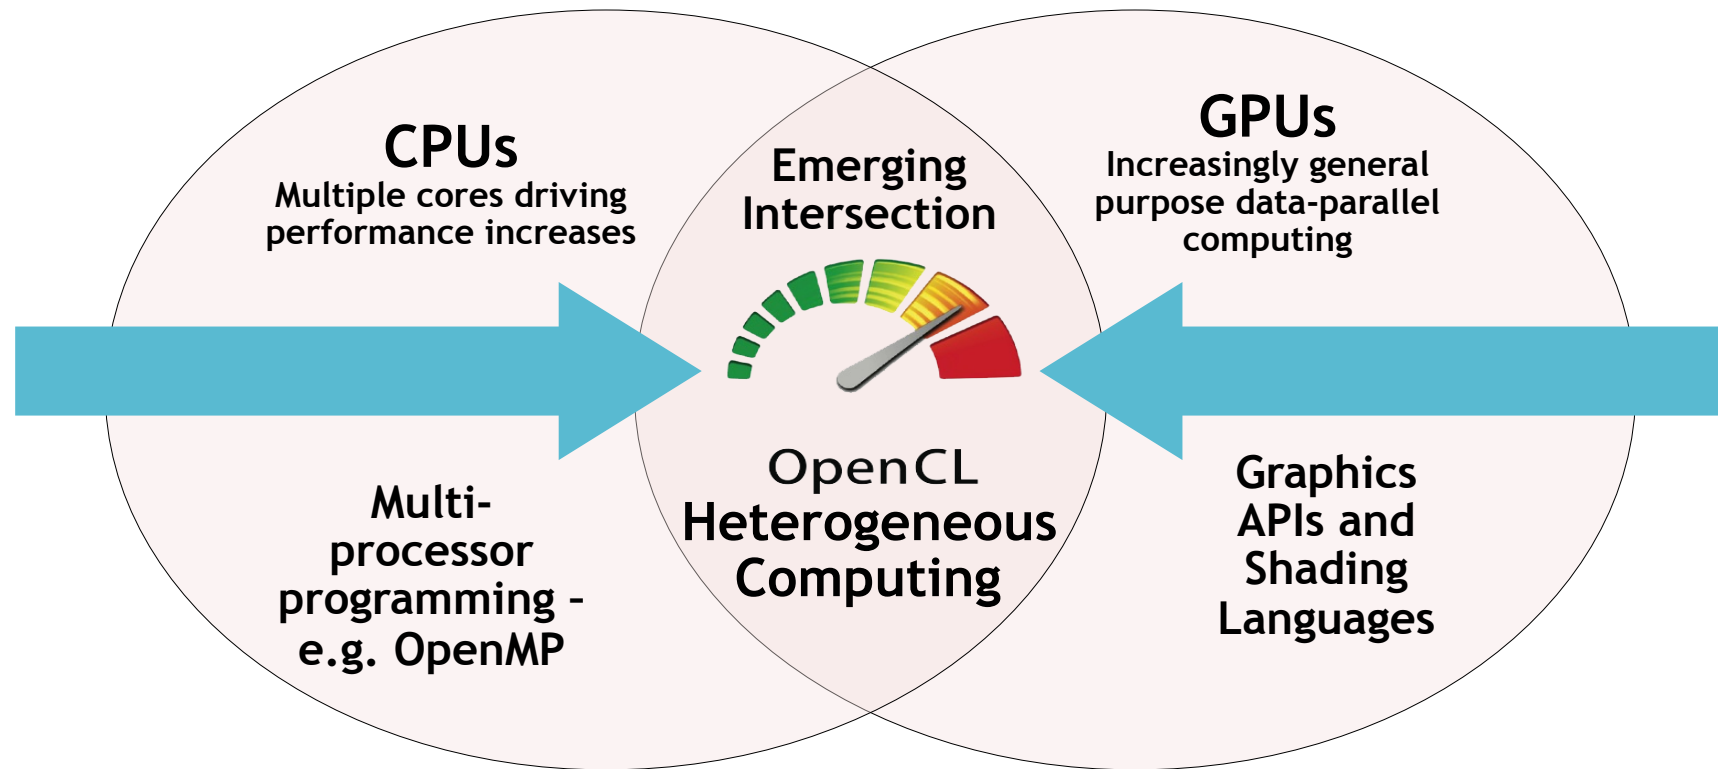 CPUs
Multiple cores driving
performance increases
Multi-
processor
programming –
e.g. OpenMP
Emerging
Intersection
OpenCL
Heterogeneous
Computing
GPUs
Increasingly general
purpose data-parallel
computing
Graphics
APIs and
Shading
Languages